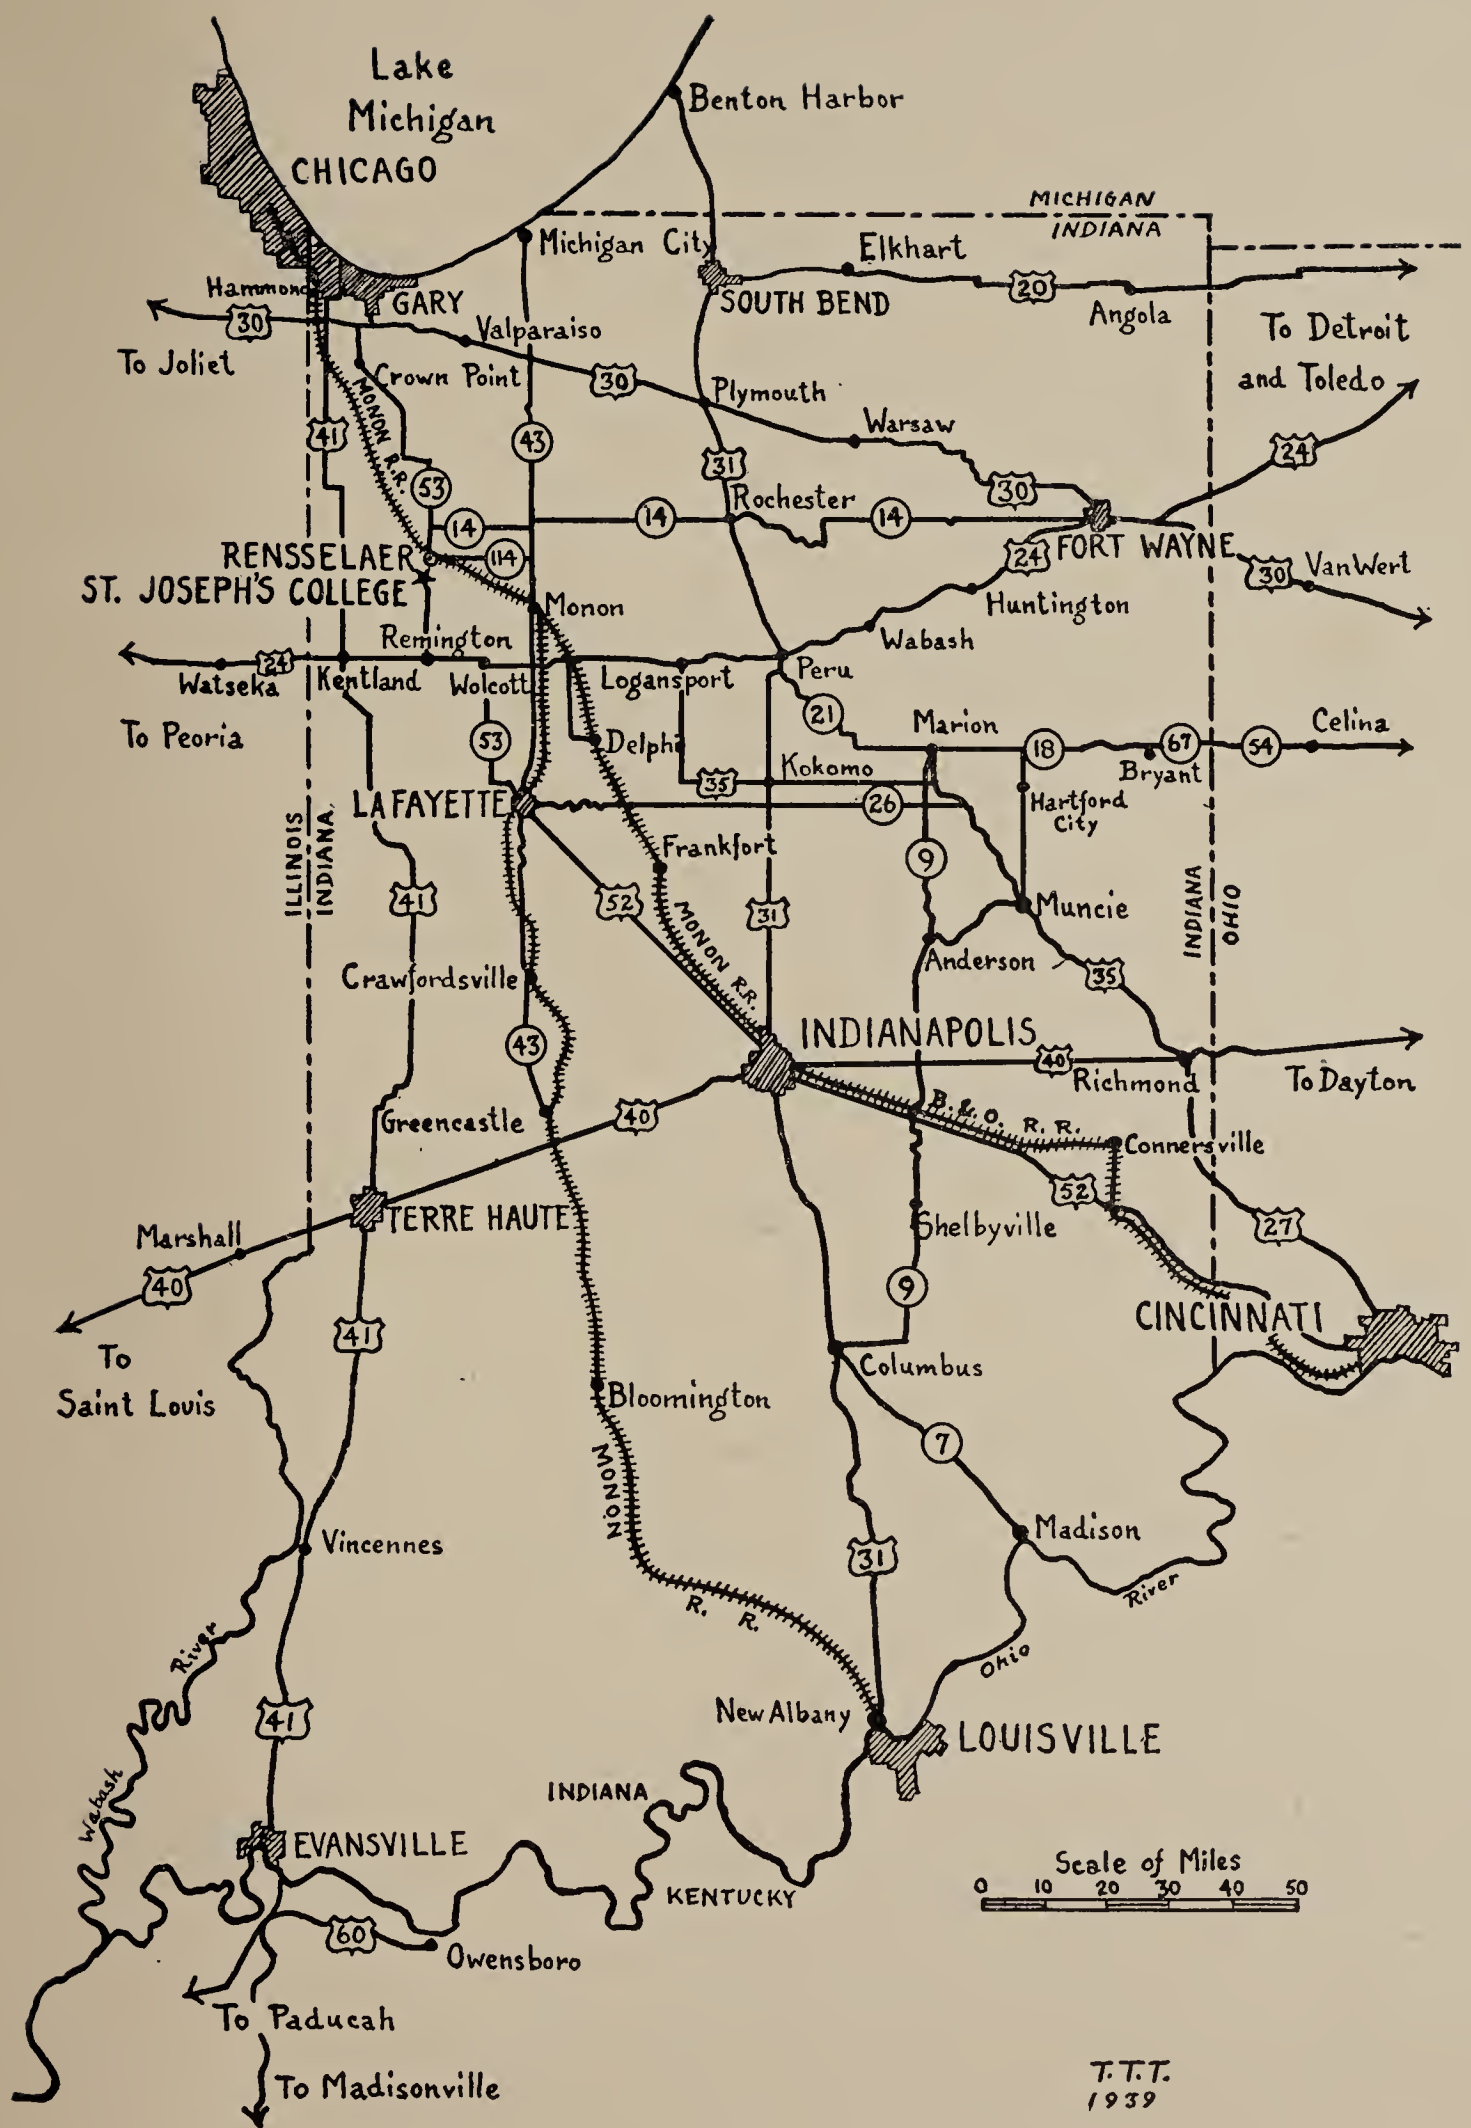 Lake
Michigan
Benton Harbor
CHICAGO
MICHIGAN
INDIANA
Michigan City
Elkhart
Hammond
GARY
SOUTH BEND
20
Angola
30
Valparaiso
To Detroit
and Toledo
To Joliet
Crown Point
30
Plymouth
MONON R.R.
41
43
Warsaw
24
31
53
Rochester
30
14
14
14
RENSSELAER
114
24
FORT WAYNE
ST. JOSEPH'S COLLEGE
30
Van Wert
Monon
Huntington
Remington
Wabash
24
Watseka
Kentland
Wolcott
Logansport
Peru
To Peoria
21
Marion
Celina
53
Delphi
18
67
54
Bryant
35
Kokomo
LAFAYETTE
26
Hartford
City
ILLINOIS
INDIANA
Frankfort
9
41
52
31
MONON R.R.
Muncie
INDIANA
OHIO
Crawfordsville
Anderson
35
43
INDIANAPOLIS
40
Richmond
To Dayton
Greencastle
40
B. & O. R. R.
Connersville
52
TERRE HAUTE
Shelbyville
27
Marshall
40
9
41
CINCINNATI
To
Saint Louis
Columbus
Bloomington
7
MONON
R. R.
Vincennes
31
Madison
River
Ohio
River
Wabash
41
New Albany
LOUISVILLE
INDIANA
EVANSVILLE
KENTUCKY
Scale of Miles
0 10 20 30 40 50
60
Owensboro
To Paducah
To Madisonville
T.T.T.
1939